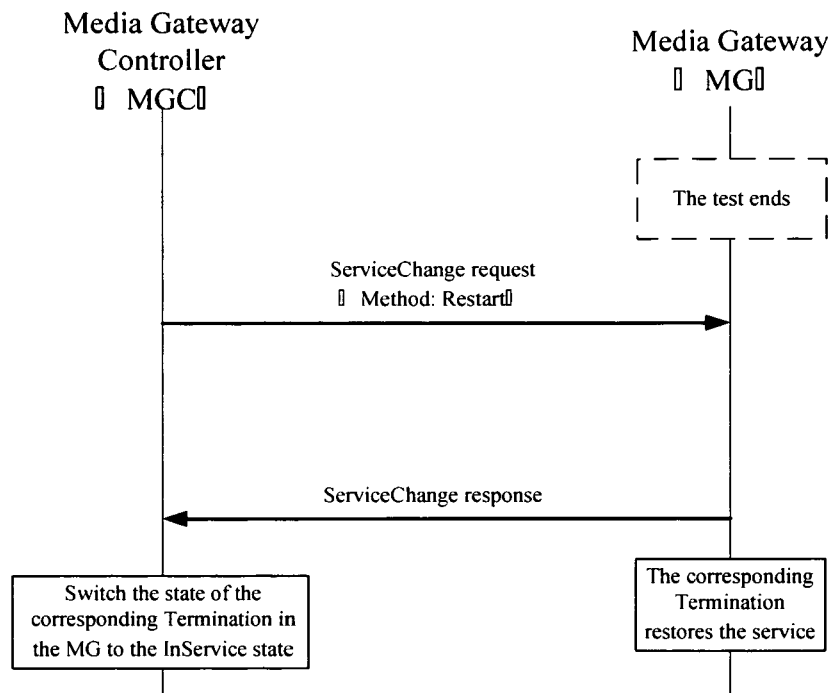 Media Gateway
Controller
▯ MGC▯
Media Gateway
▯ MG▯
The test ends
ServiceChange request
▯ Method: Restart▯
ServiceChange response
Switch the state of the
corresponding Termination in
the MG to the InService state
The corresponding
Termination
restores the service